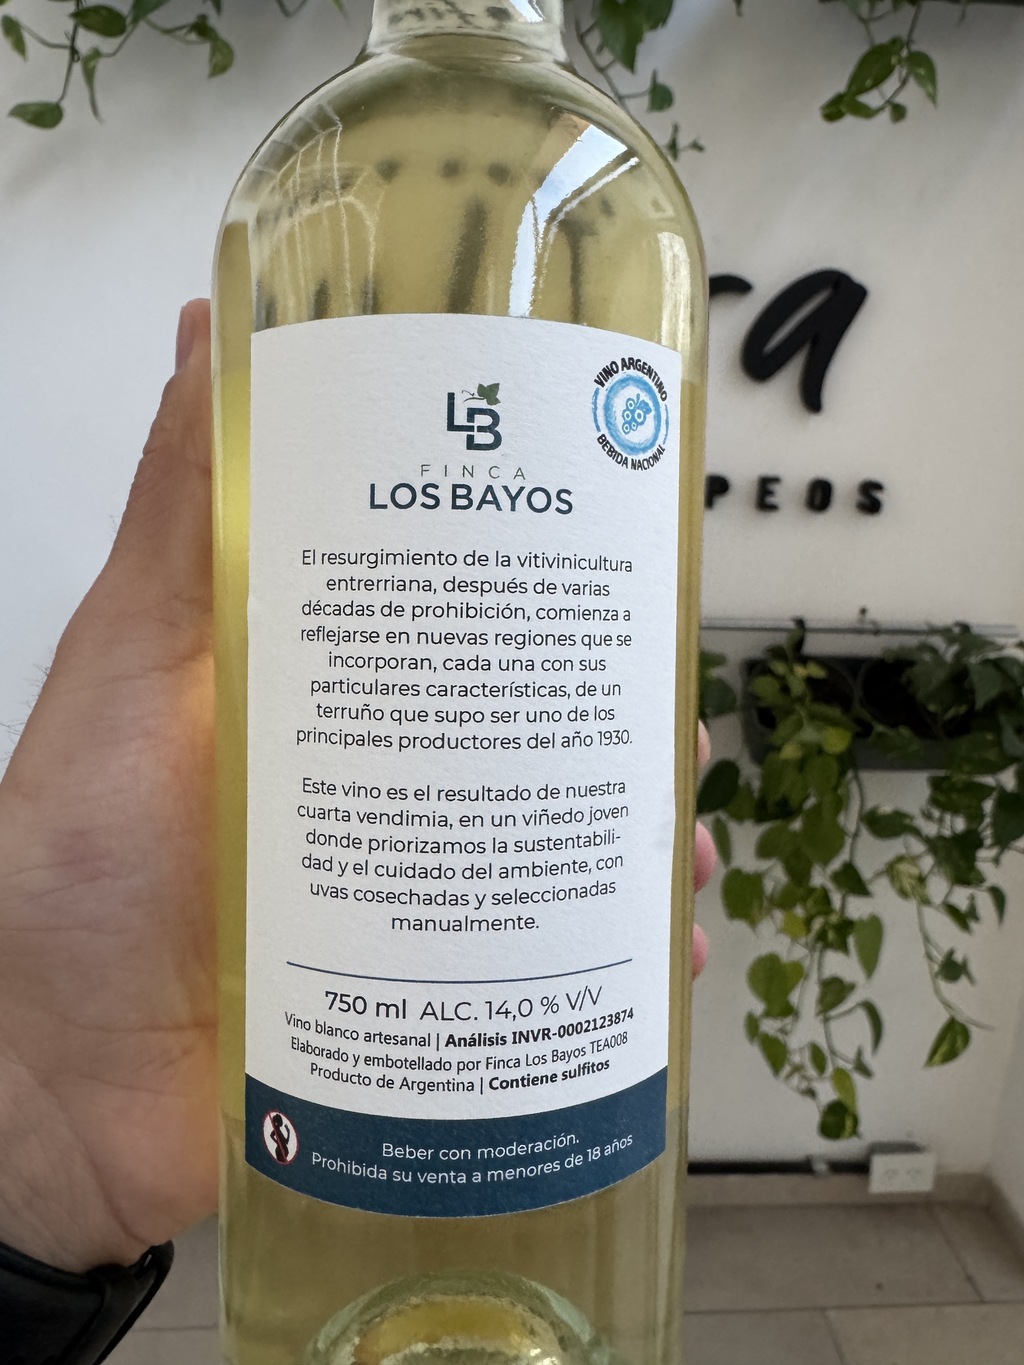 LB
FINCA
LOS BAYOS
VINO ARGENTINO
BEBIDA NACIONAL
El resurgimiento de la vitivinicultura
entrerriana, después de varias
décadas de prohibición, comienza a
reflejarse en nuevas regiones que se
incorporan, cada una con sus
particulares características, de un
terruño que supo ser uno de los
principales productores del año 1930.
Este vino es el resultado de nuestra
cuarta vendimia, en un viñedo joven
donde priorizamos la sustentabili-
dad y el cuidado del ambiente, con
uvas cosechadas y seleccionadas
manualmente.
750 ml ALC. 14,0 % V/V
Vino blanco artesanal | Análisis INVR-0002123874
Elaborado y embotellado por Finca Los Bayos TEA008
Producto de Argentina | Contiene sulfitos
Beber con moderación.
Prohibida su venta a menores de 18 años
a
PEOS